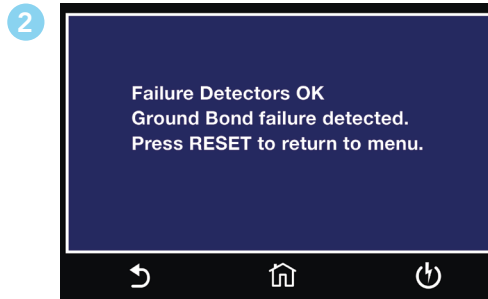 2
Failure Detectors OK
Ground Bond failure detected.
Press RESET to return to menu.